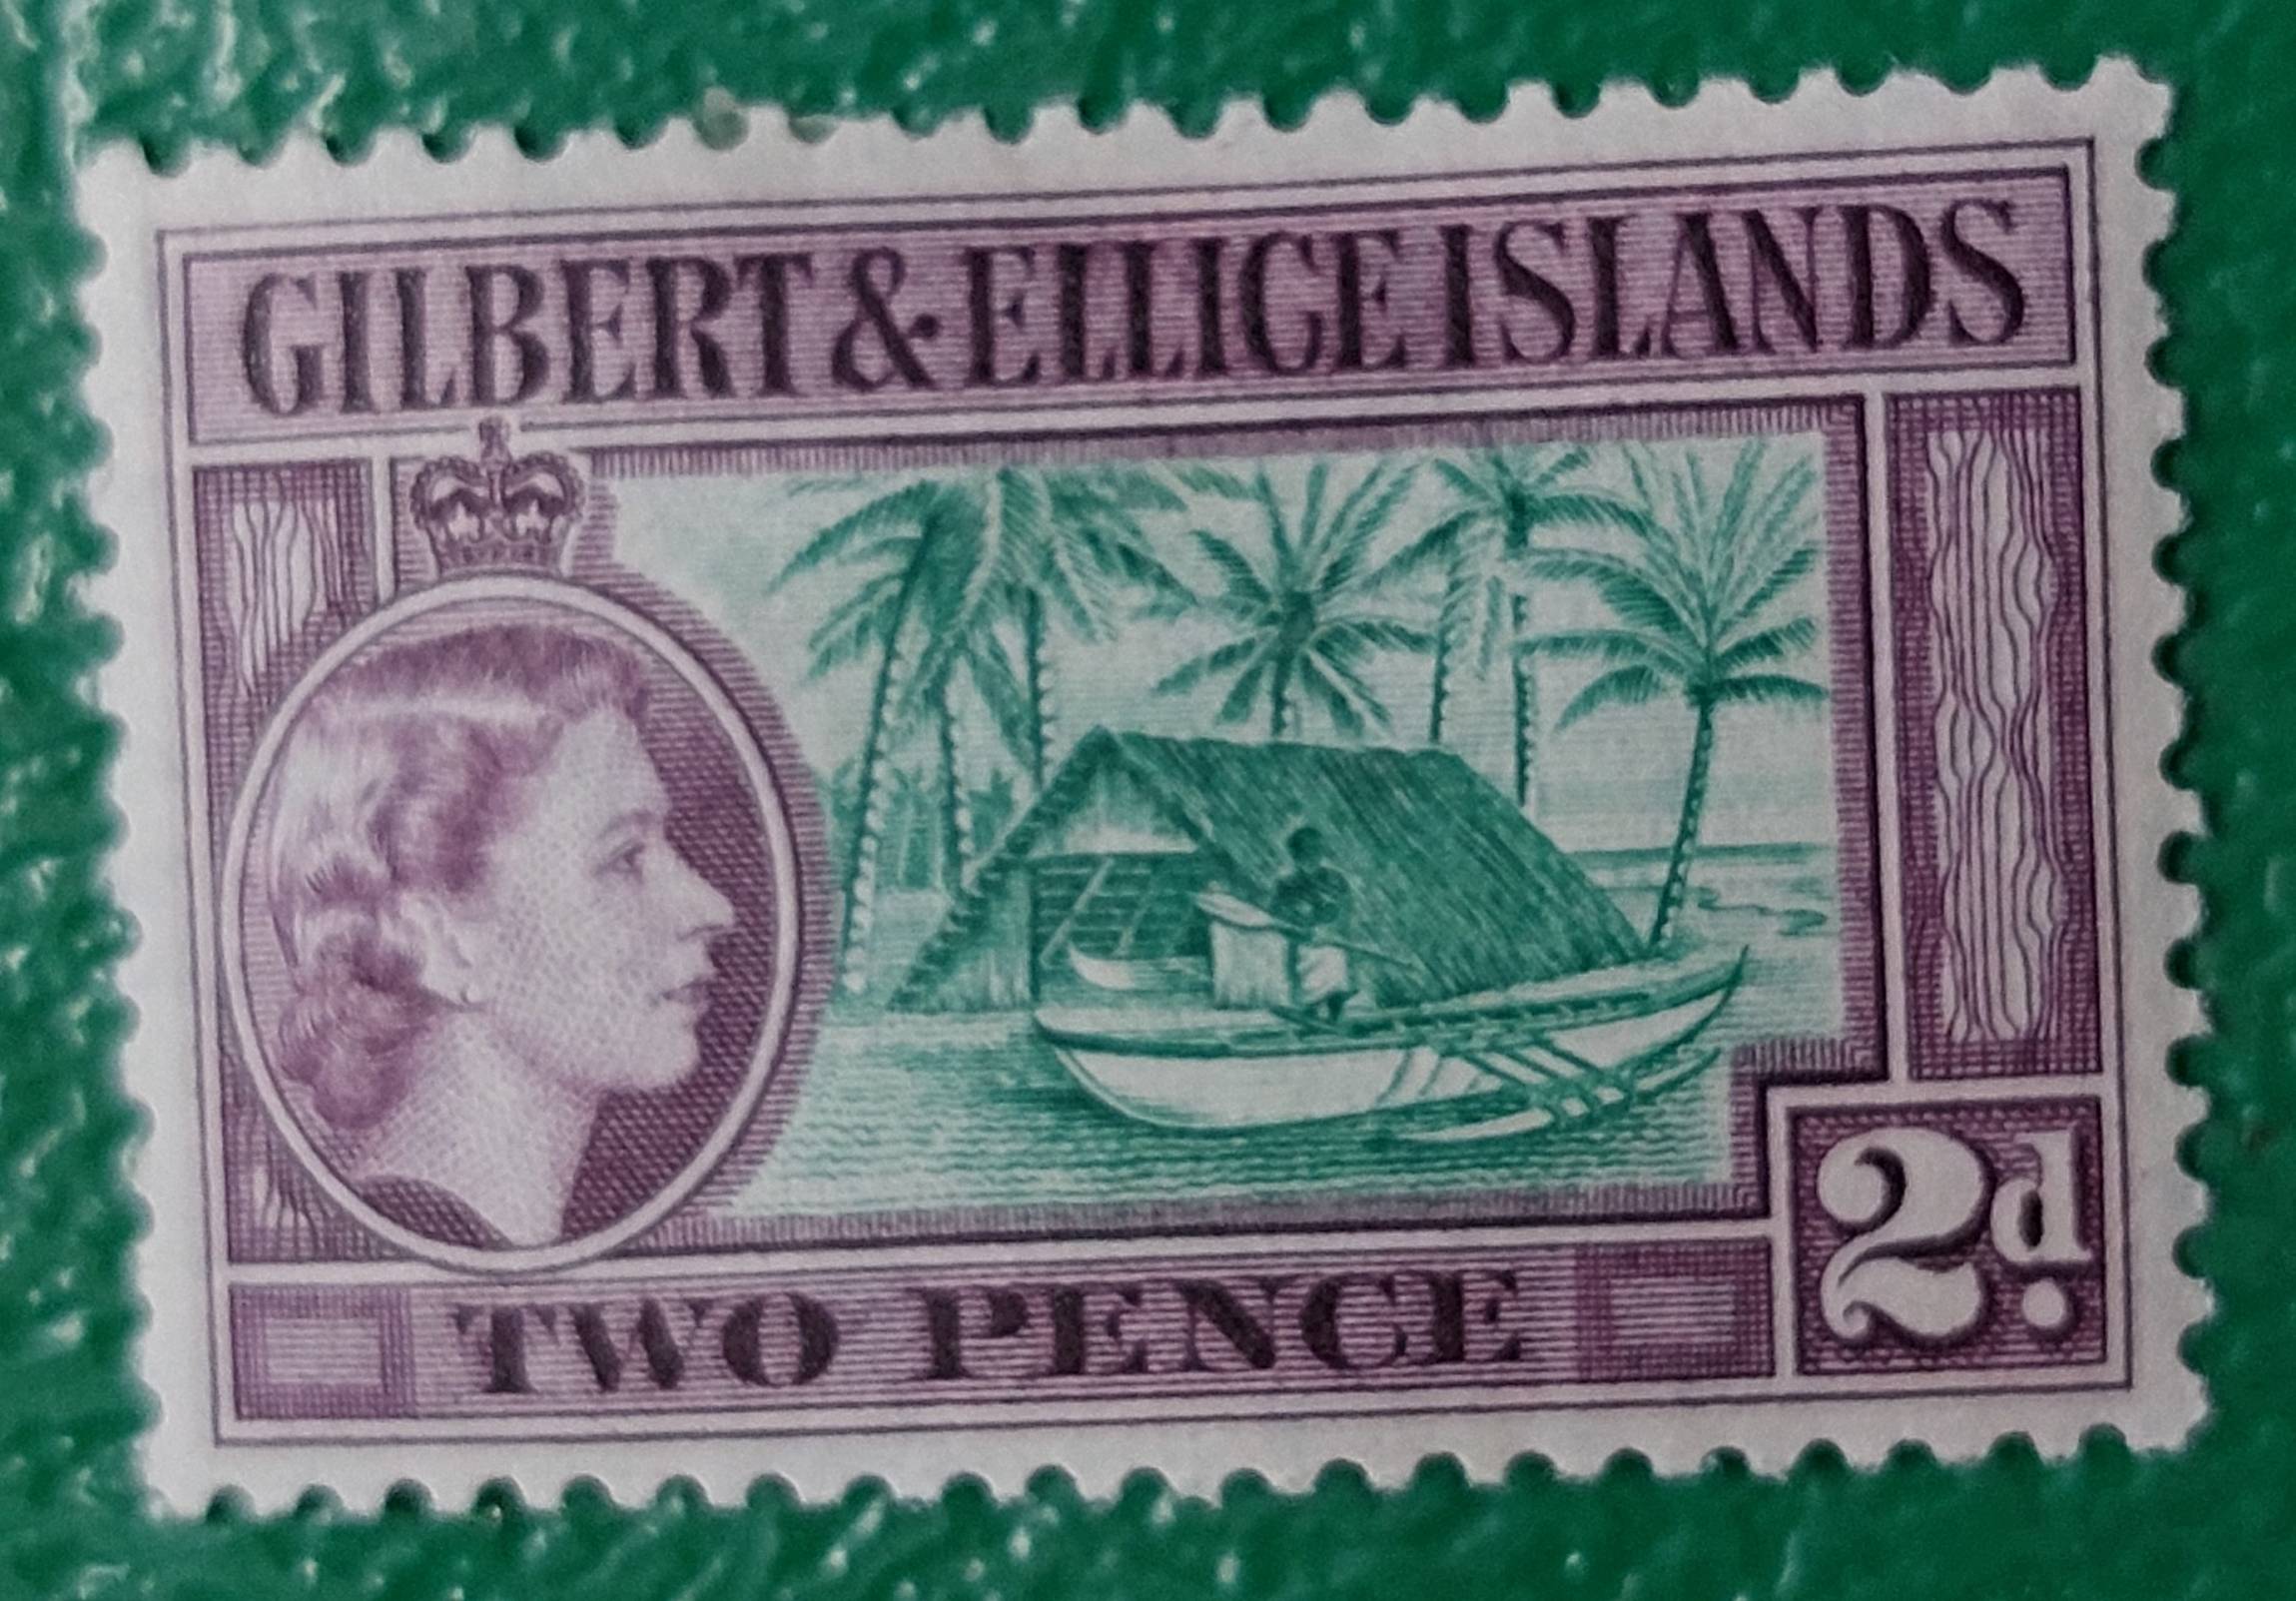 GILBERT & ELLICE ISLANDS
TWO PENCE
2d.